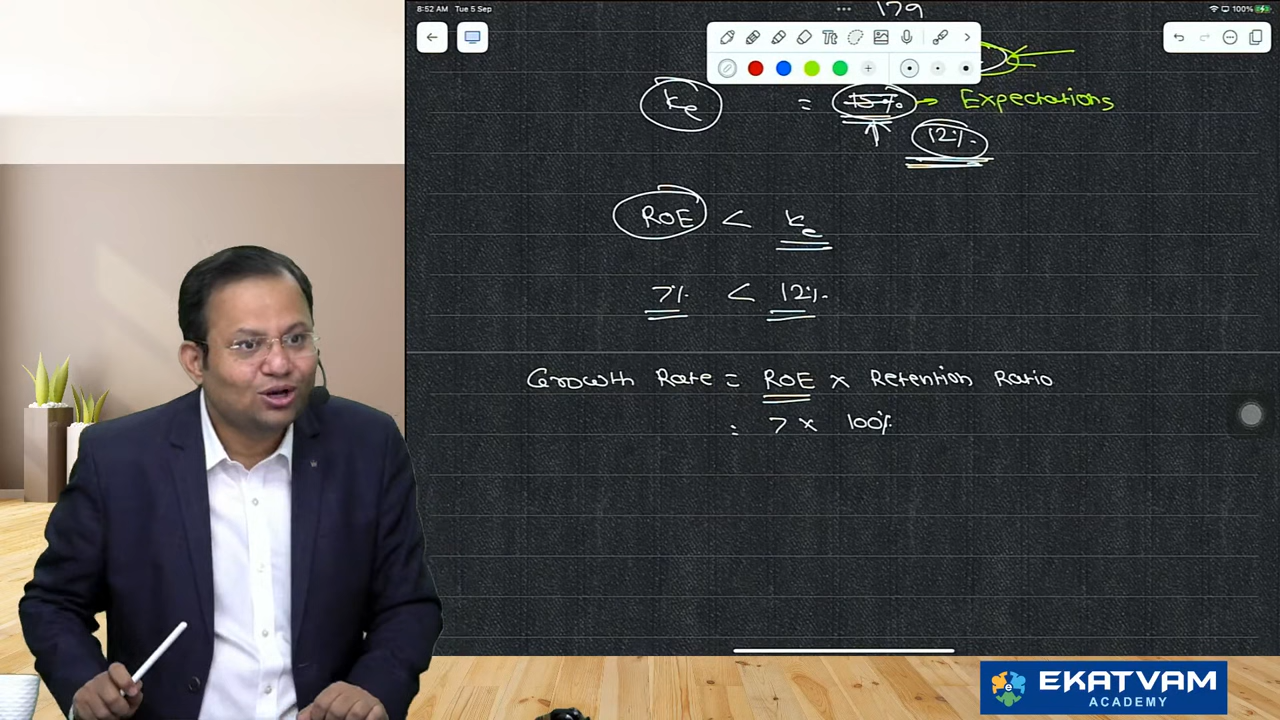 8:52 AM Tue 5 Sep
100%
179
Tt
ke = 15%. → Expectations
12%.
ROE < ke
7%. < 12%.
Growth Rate = ROE × Retention Ratio
= 7 × 100%
EKATVAM
ACADEMY